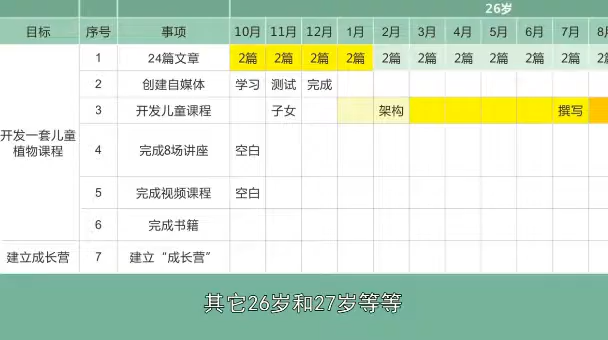 26岁
目标 序号 事项 10月 11月 12月 1月 2月 3月 4月 5月 6月 7月 8月
1 24篇文章 2篇 2篇 2篇 2篇 2篇 2篇 2篇 2篇 2篇 2篇
2 创建自媒体 学习 测试 完成
3 开发儿童课程 子女 架构 撰写
开发一套儿童
植物课程
4 完成8场讲座 空白
5 完成视频课程 空白
6 完成书籍
建立成长营 7 建立“成长营”
其它26岁和27岁等等